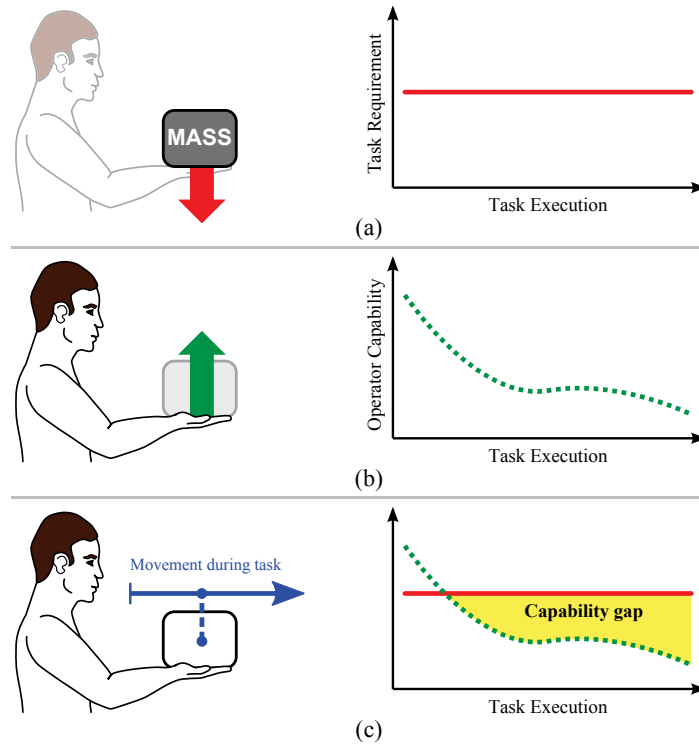 MASS
Task Requirement
Task Execution
(a)
Operator Capability
Task Execution
(b)
Movement during task
Capability gap
Task Execution
(c)